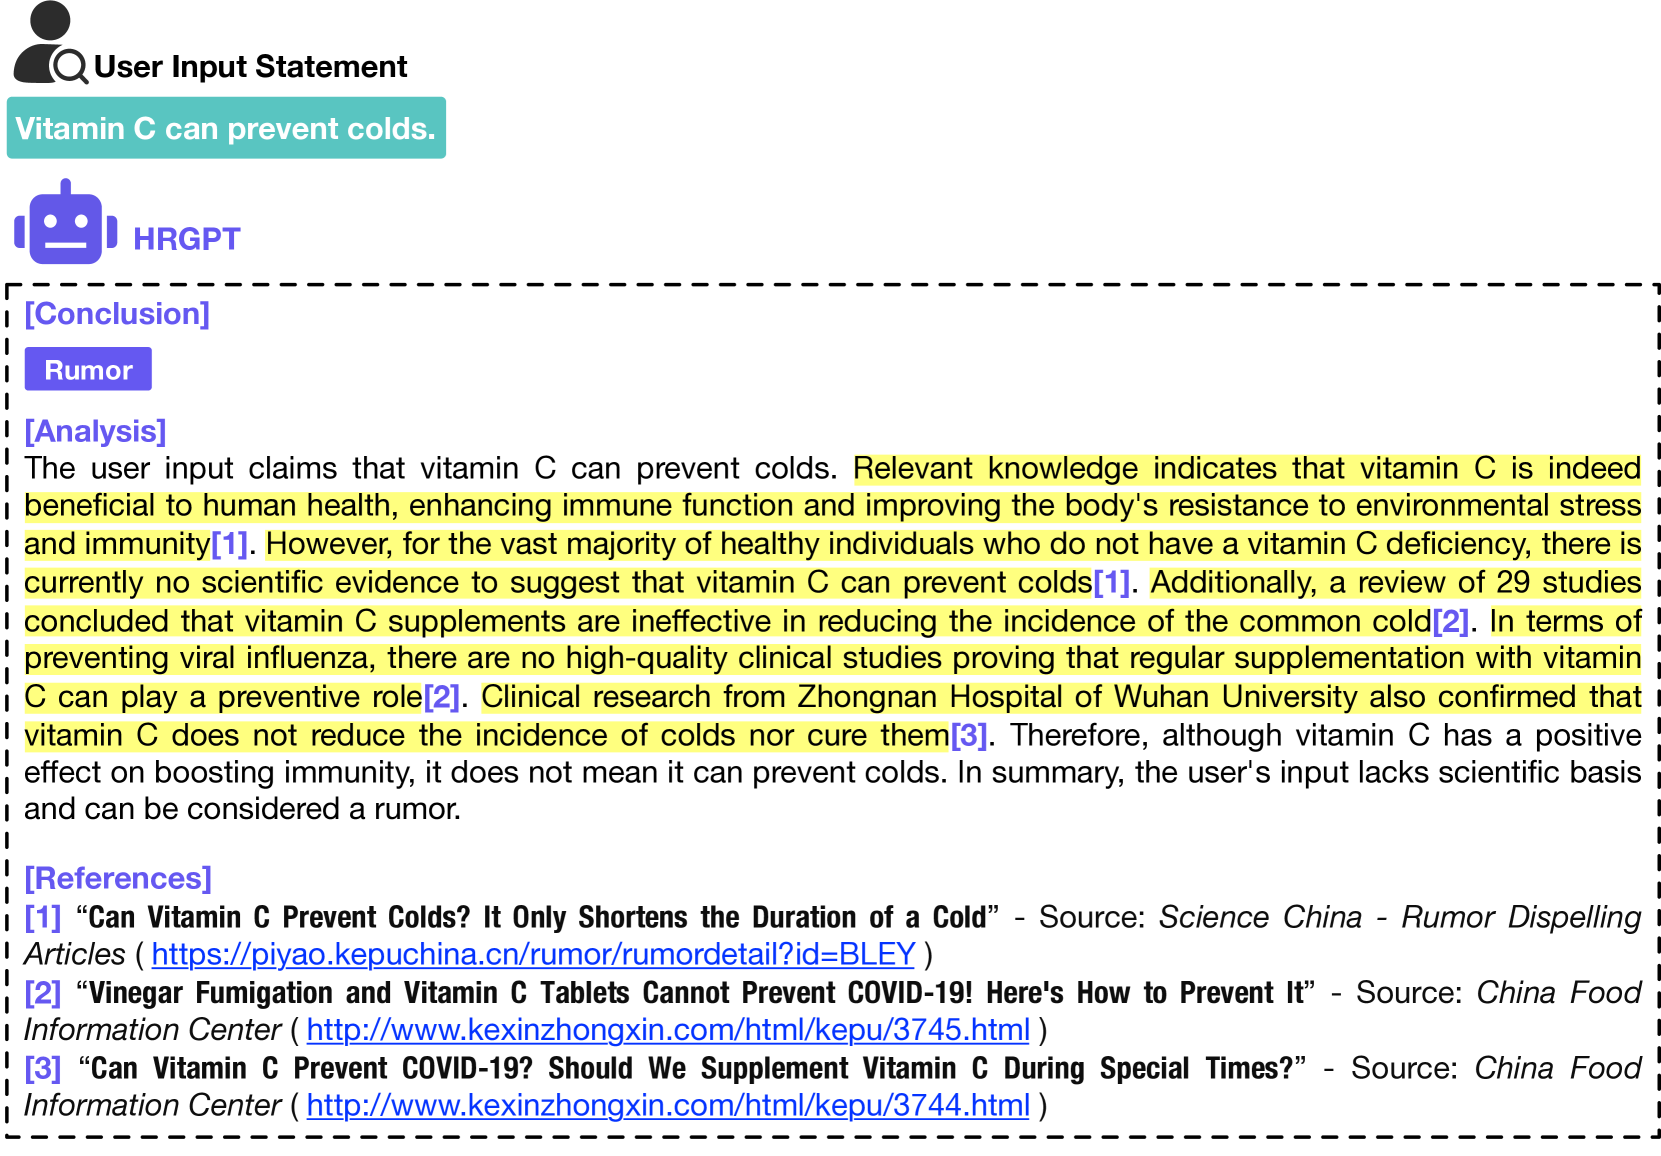 User Input Statement
Vitamin C can prevent colds.
HRGPT
[Conclusion]
Rumor
[Analysis]
The user input claims that vitamin C can prevent colds. Relevant knowledge indicates that vitamin C is indeed
beneficial to human health, enhancing immune function and improving the body's resistance to environmental stress
and immunity[1]. However, for the vast majority of healthy individuals who do not have a vitamin C deficiency, there is
currently no scientific evidence to suggest that vitamin C can prevent colds[1]. Additionally, a review of 29 studies
concluded that vitamin C supplements are ineffective in reducing the incidence of the common cold[2]. In terms of
preventing viral influenza, there are no high-quality clinical studies proving that regular supplementation with vitamin
C can play a preventive role[2]. Clinical research from Zhongnan Hospital of Wuhan University also confirmed that
vitamin C does not reduce the incidence of colds nor cure them[3]. Therefore, although vitamin C has a positive
effect on boosting immunity, it does not mean it can prevent colds. In summary, the user's input lacks scientific basis
and can be considered a rumor.
[References]
[1] “Can Vitamin C Prevent Colds? It Only Shortens the Duration of a Cold” - Source: Science China - Rumor Dispelling
Articles ( https://piyao.kepuchina.cn/rumor/rumordetail?id=BLEY )
[2] “Vinegar Fumigation and Vitamin C Tablets Cannot Prevent COVID-19! Here's How to Prevent It” - Source: China Food
Information Center ( http://www.kexinzhongxin.com/html/kepu/3745.html )
[3] “Can Vitamin C Prevent COVID-19? Should We Supplement Vitamin C During Special Times?” - Source: China Food
Information Center ( http://www.kexinzhongxin.com/html/kepu/3744.html )